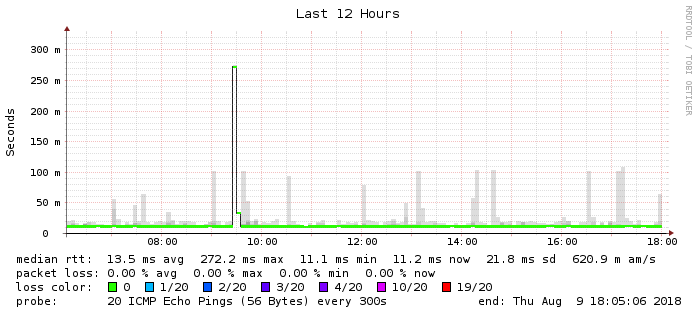 Last 12 Hours
RRDTOOL / TOBI OETIKER
Seconds
300 m
250 m
200 m
150 m
100 m
50 m
0
08:00 10:00 12:00 14:00 16:00 18:00
median rtt: 13.5 ms avg 272.2 ms max 11.1 ms min 11.2 ms now 21.8 ms sd 620.9 m am/s
packet loss: 0.00 % avg 0.00 % max 0.00 % min 0.00 % now
loss color: 0 1/20 2/20 3/20 4/20 10/20 19/20
probe: 20 ICMP Echo Pings (56 Bytes) every 300s end: Thu Aug 9 18:05:06 2018